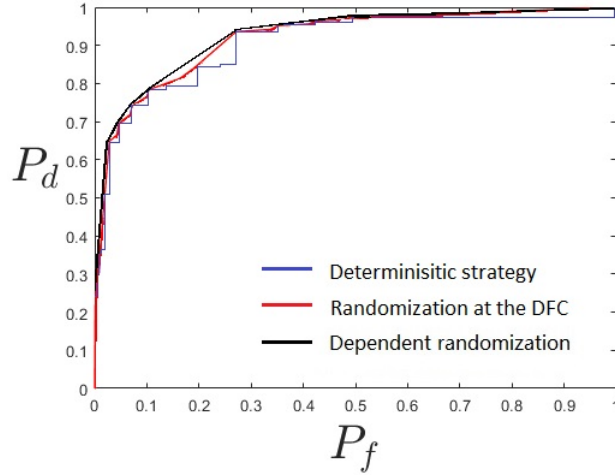 1
0.9
0.8
0.7
0.6
P_d
0.5
0.4
0.3
Determinisitic strategy
0.2
Randomization at the DFC
0.1
Dependent randomization
0
0 0.1 0.2 0.3 0.4 0.5 0.6 0.7 0.8 0.9 1
P_f